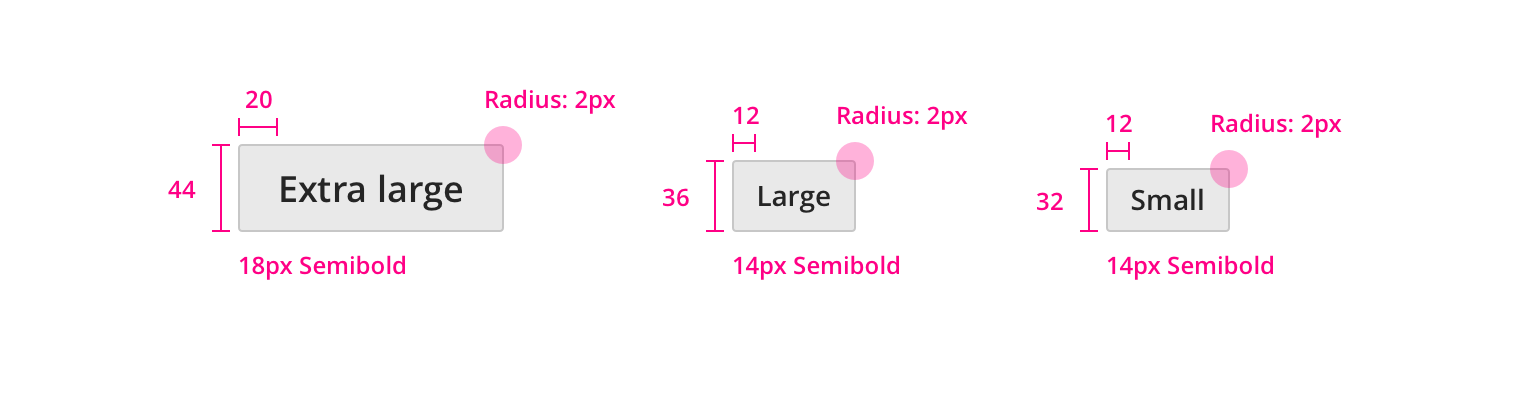 20
Radius: 2px
44
Extra large
18px Semibold
12
Radius: 2px
36
Large
14px Semibold
12
Radius: 2px
32
Small
14px Semibold